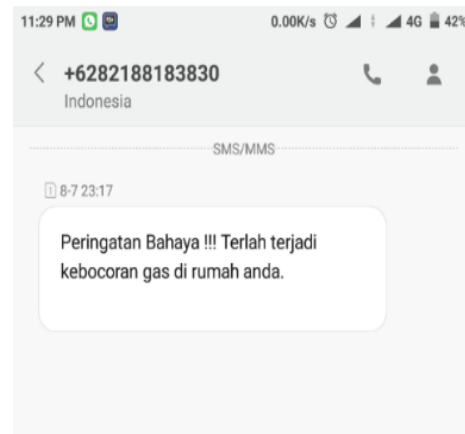 11:29 PM 0.00K/s 4G 42%
+6282188183830
Indonesia
SMS/MMS
1 8-7 23:17
Peringatan Bahaya !!! Terlah terjadi
kebocoran gas di rumah anda.